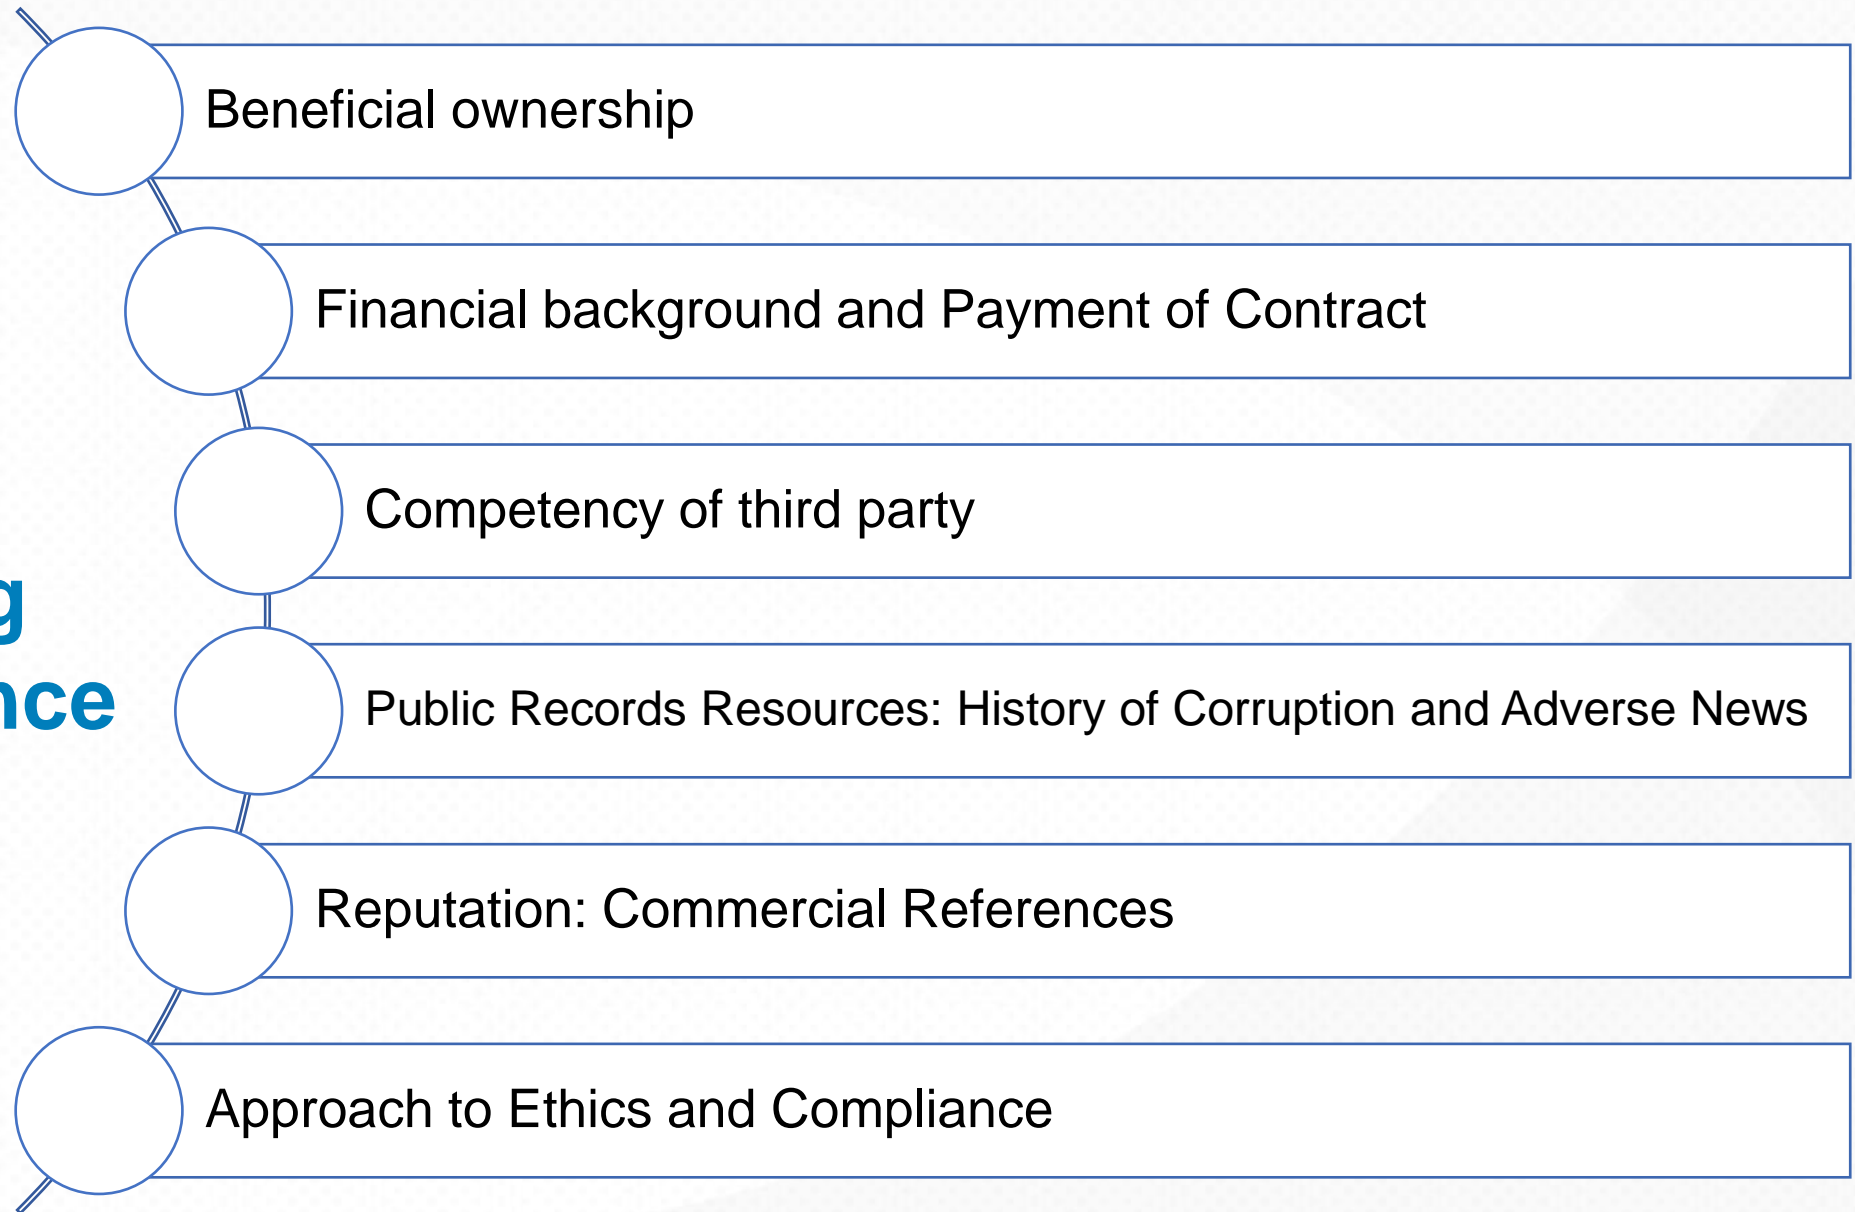 Beneficial ownership
Financial background and Payment of Contract
Competency of third party
Public Records Resources: History of Corruption and Adverse News
Reputation: Commercial References
Approach to Ethics and Compliance